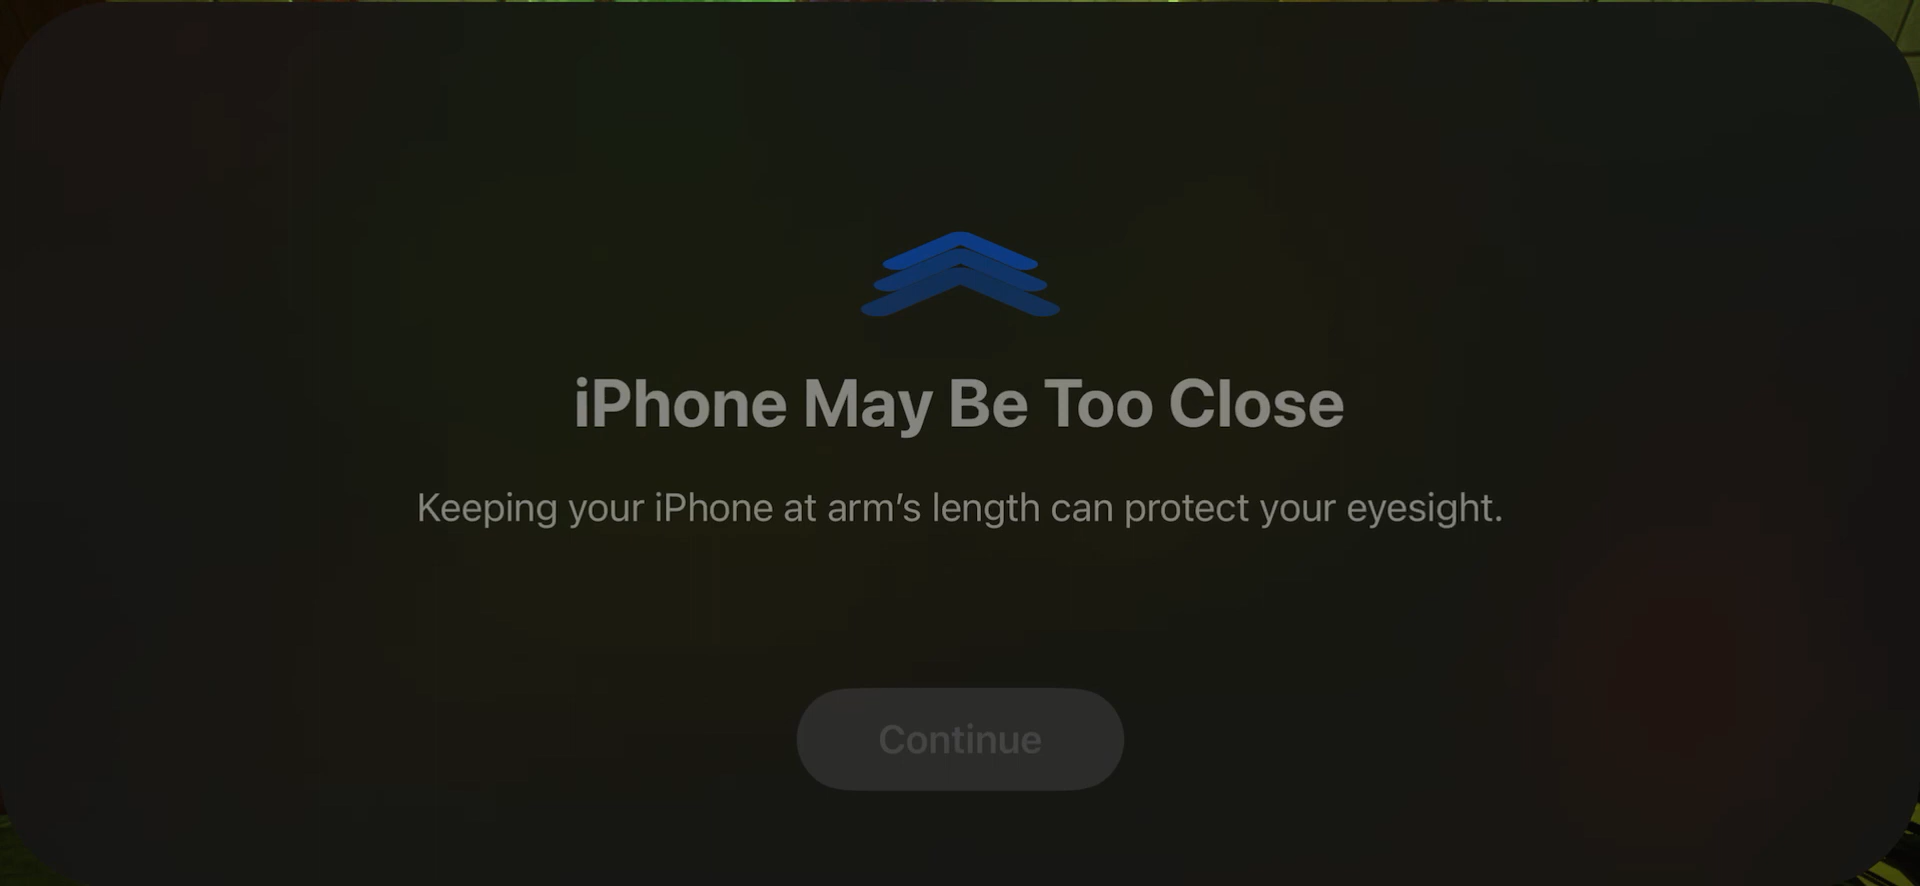 iPhone May Be Too Close
Keeping your iPhone at arm’s length can protect your eyesight.
Continue